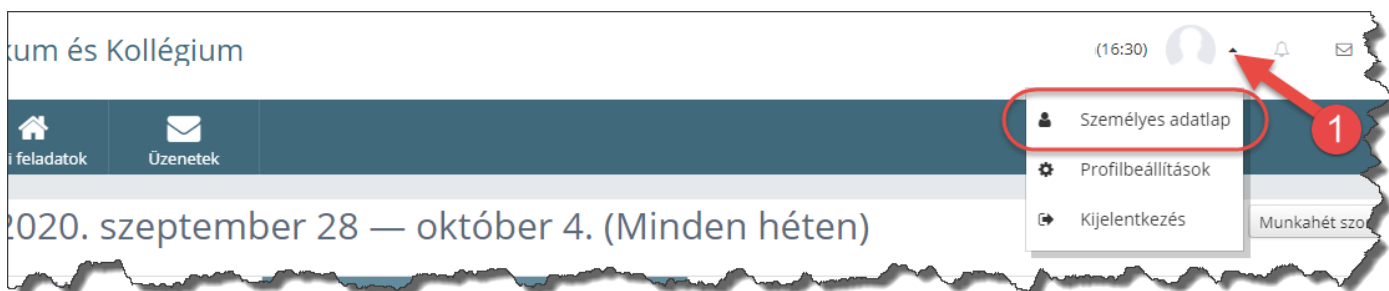 kum és Kollégium
(16:30)
i feladatok
Üzenetek
Személyes adatlap
1
Profilbeállítások
Kijelentkezés
2020. szeptember 28 — október 4. (Minden héten)
Munkahét szor